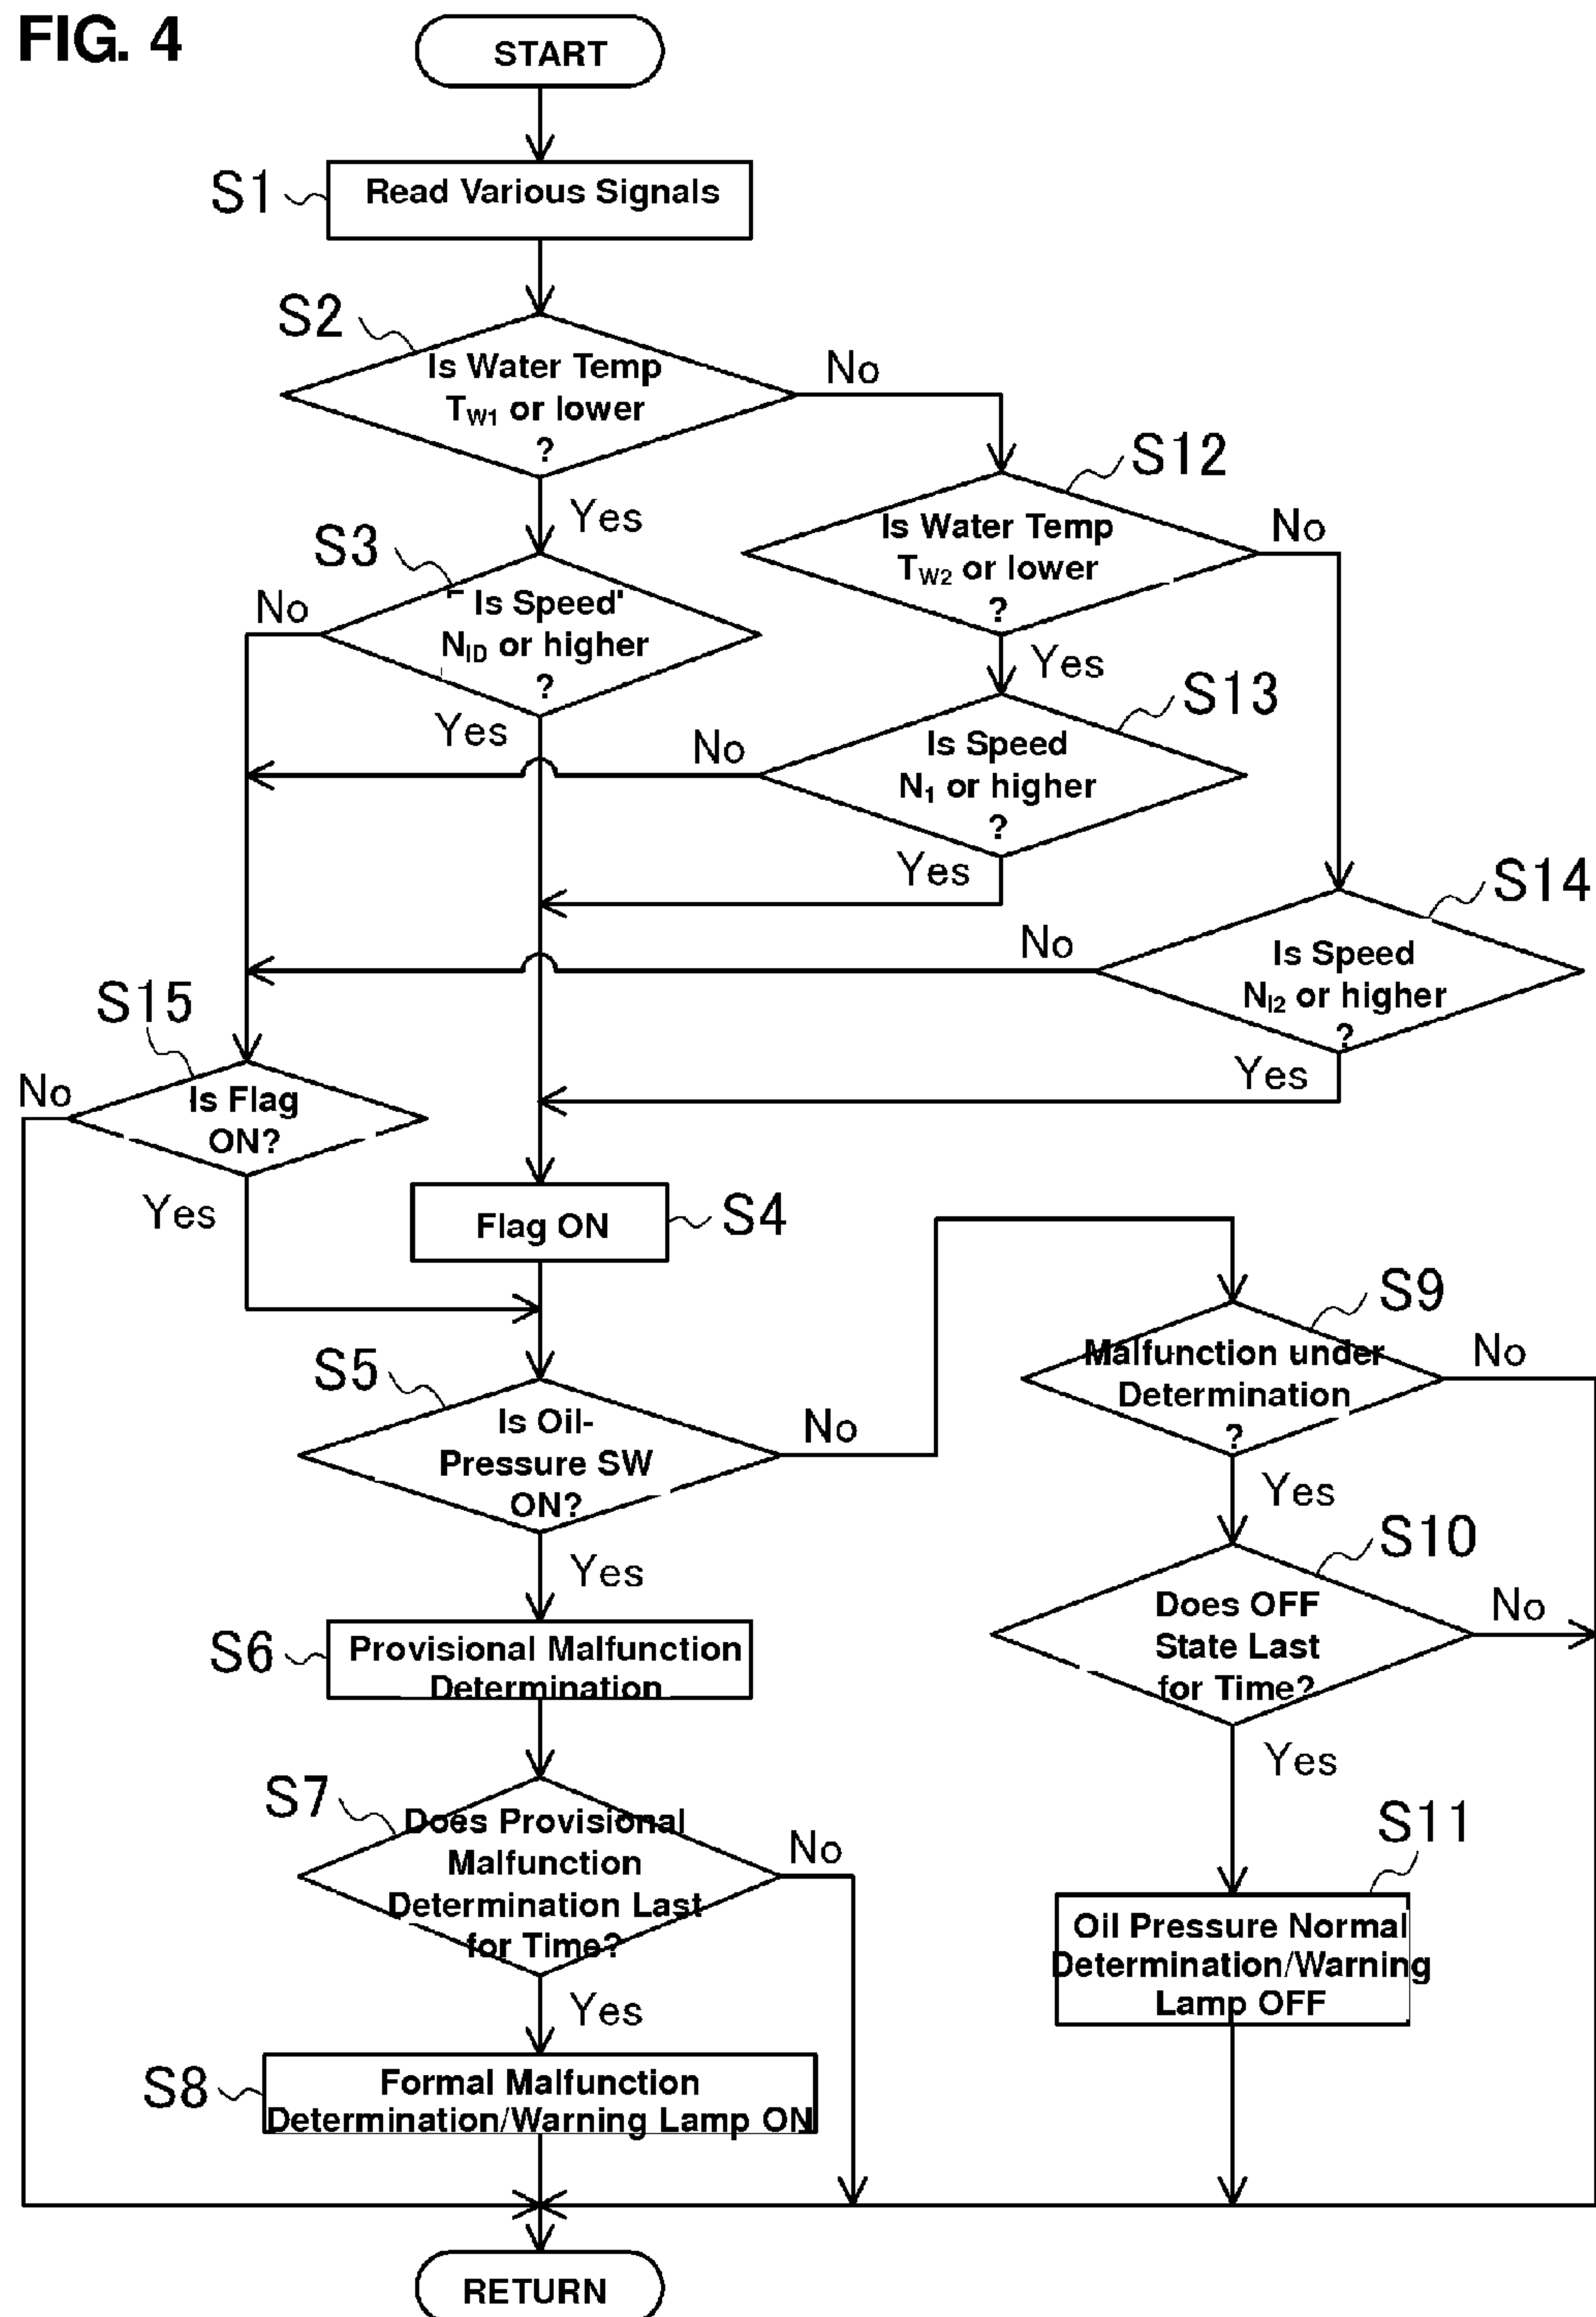 FIG. 4
START
S1
Read Various Signals
S2
Is Water Temp
TW1 or lower
?
No
Yes
S12
Is Water Temp
TW2 or lower
?
No
Yes
S3
Is Speed
NID or higher
?
No
Yes
S13
Is Speed
N1 or higher
?
No
Yes
S14
Is Speed
NI2 or higher
?
No
Yes
S15
Is Flag
ON?
No
Yes
Flag ON
S4
S5
Is Oil-
Pressure SW
ON?
No
Yes
S9
Malfunction under
Determination
?
No
Yes
S10
Does OFF
State Last
for Time?
No
Yes
S6
Provisional Malfunction
Determination
S7
Does Provisional
Malfunction
Determination Last
for Time?
No
Yes
S11
Oil Pressure Normal
Determination/Warning
Lamp OFF
S8
Formal Malfunction
Determination/Warning Lamp ON
RETURN